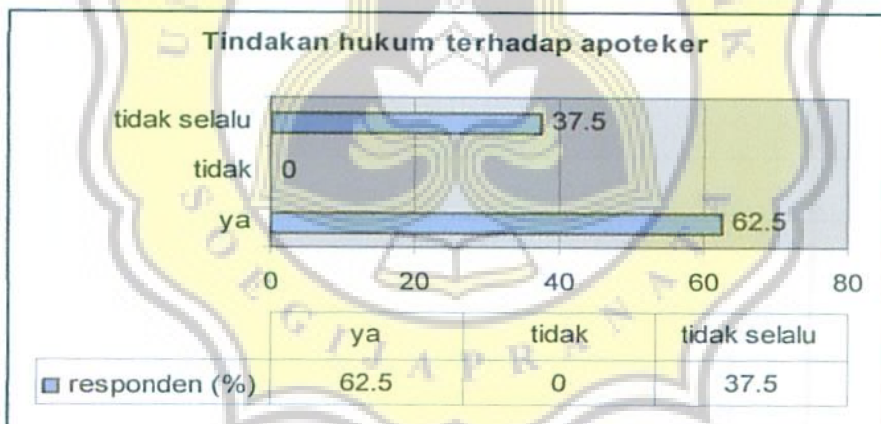 Tindakan hukum terhadap apoteker
tidak selalu 37.5
tidak 0
ya 62.5
0 20 40 60 80
ya tidak tidak selalu
responden (%) 62.5 0 37.5
SOEGIJAPRANATA